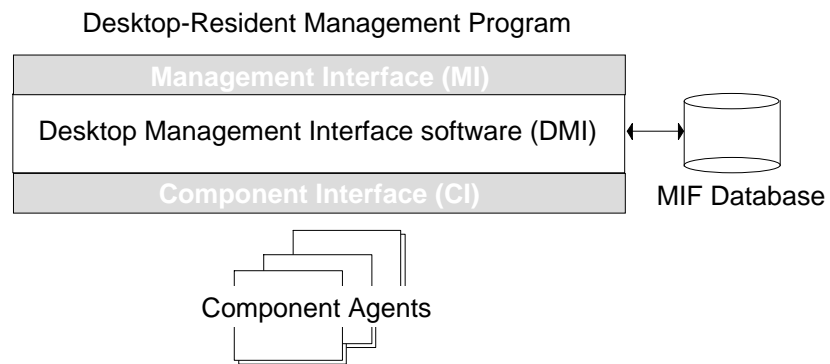 Desktop-Resident Management Program
Management Interface (MI)
Desktop Management Interface software (DMI)
Component Interface (CI)
MIF Database
Component Agents